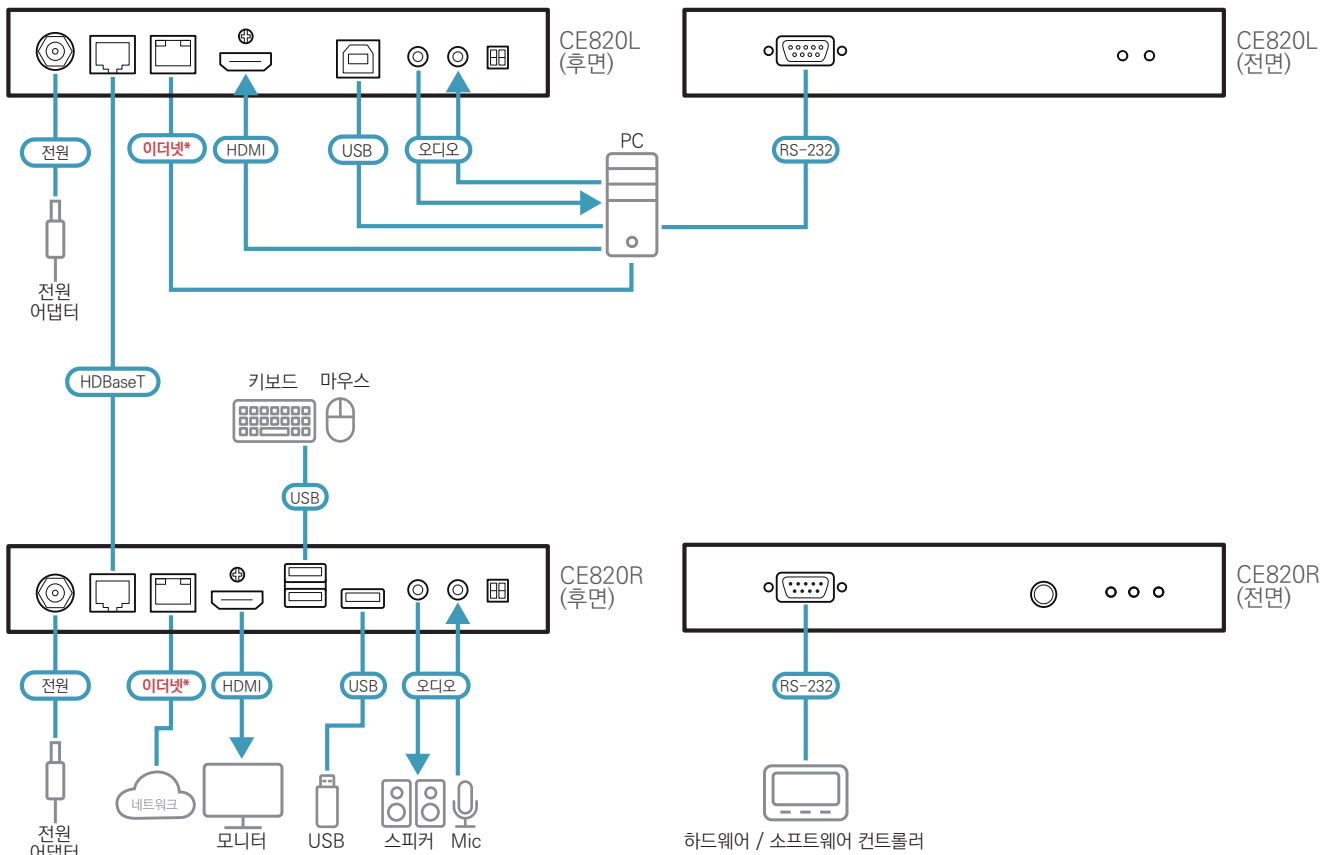 CE820L
(후면)
CE820L
(전면)
전원
이더넷*
HDMI
USB
오디오
PC
RS-232
전원
어댑터
HDBaseT
키보드
마우스
USB
CE820R
(후면)
CE820R
(전면)
전원
이더넷*
HDMI
USB
오디오
RS-232
네트워크
전원
어댑터
모니터
USB
스피커
Mic
하드웨어 / 소프트웨어 컨트롤러